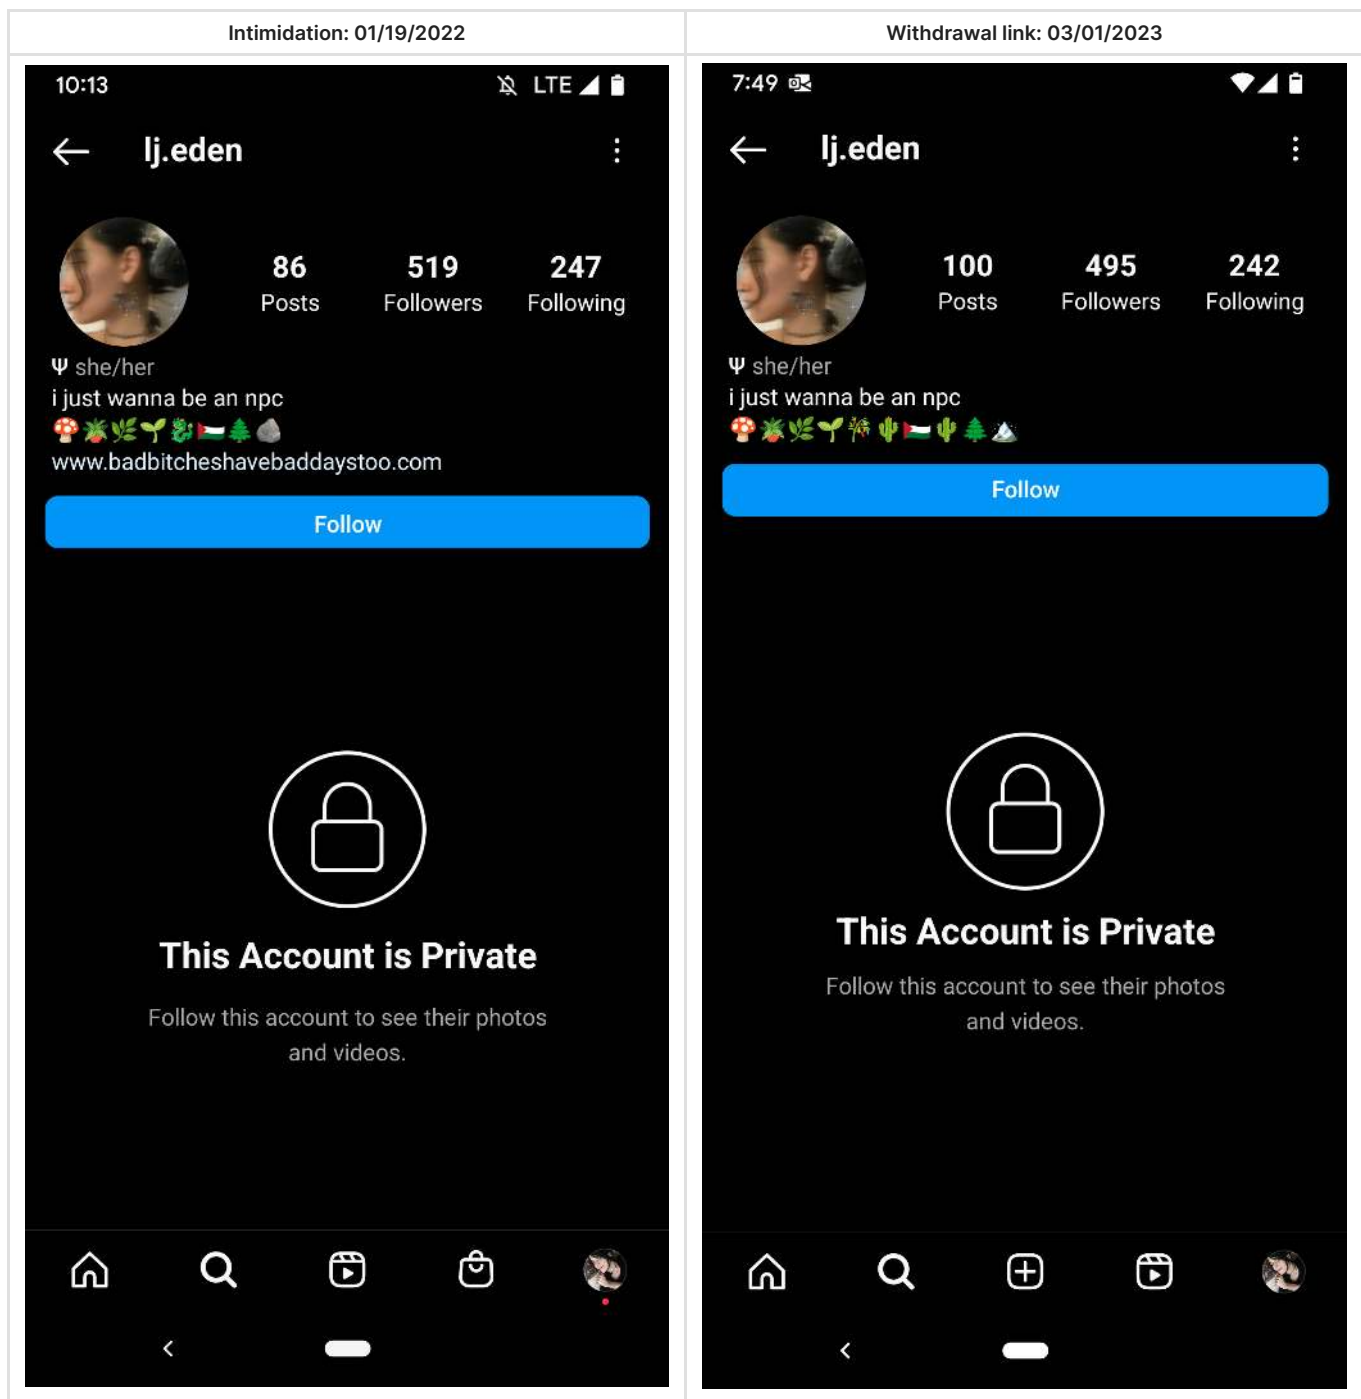 Intimidation: 01/19/2022
Withdrawal link: 03/01/2023
10:13
LTE
lj.eden
86
519
247
Posts
Followers
Following
Ψ she/her
i just wanna be an npc
🍄🪴🌿🌱🐉🇵🇸🌲🪨
www.badbitcheshavebaddaystoo.com
Follow
This Account is Private
Follow this account to see their photos
and videos.
7:49
lj.eden
100
495
242
Posts
Followers
Following
Ψ she/her
i just wanna be an npc
🍄🪴🌿🌱🎋🌵🇵🇸🌵🌲🏔️
Follow
This Account is Private
Follow this account to see their photos
and videos.